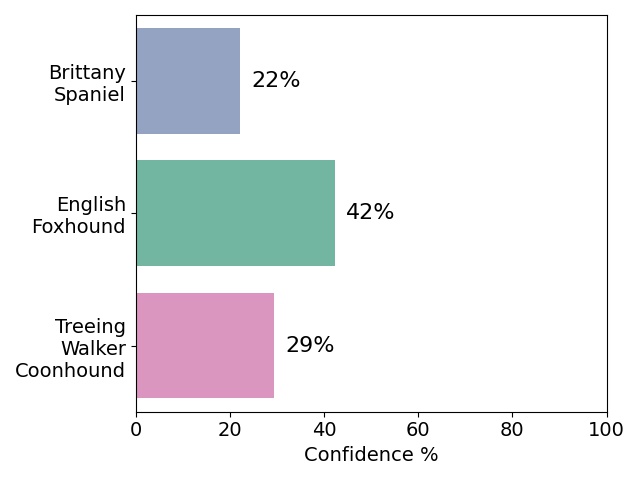 Brittany
Spaniel
22%
English
Foxhound
42%
Treeing
Walker
Coonhound
29%
0 20 40 60 80 100
Confidence %